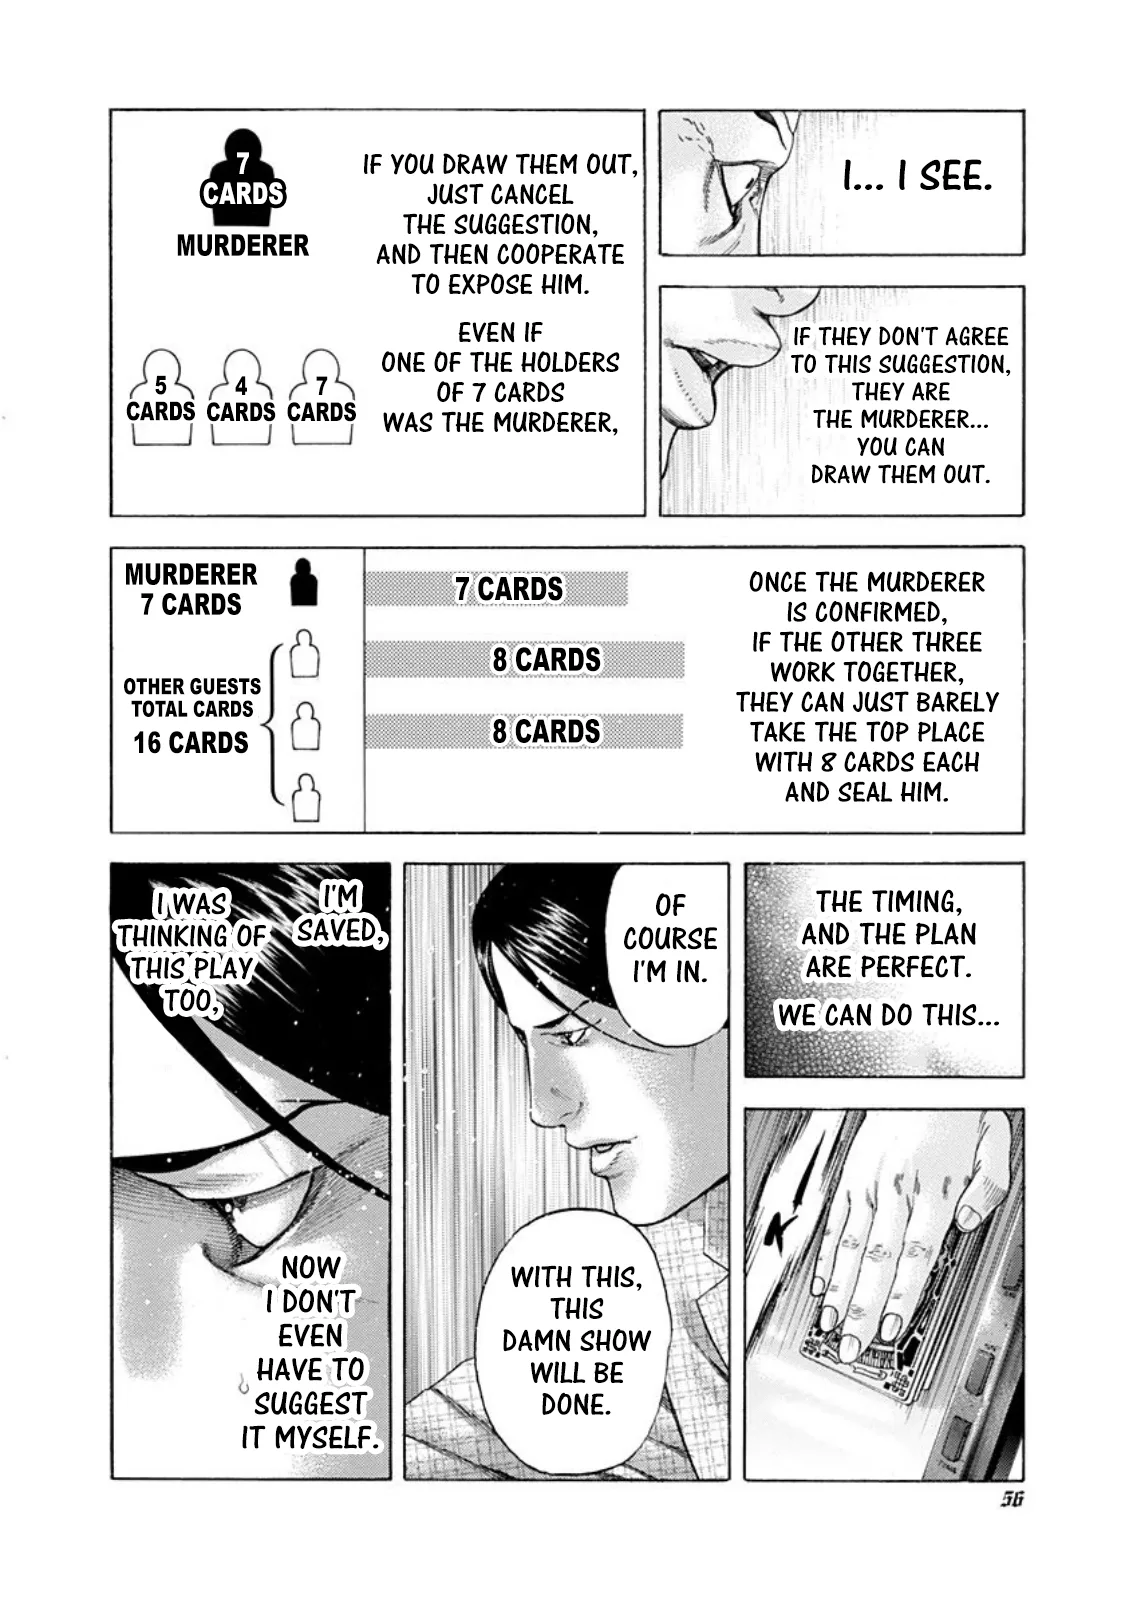 I... I SEE.
IF THEY DON'T AGREE
TO THIS SUGGESTION,
THEY ARE
THE MURDERER...
YOU CAN
DRAW THEM OUT.
IF YOU DRAW THEM OUT,
JUST CANCEL
THE SUGGESTION,
AND THEN COOPERATE
TO EXPOSE HIM.
EVEN IF
ONE OF THE HOLDERS
OF 7 CARDS
WAS THE MURDERER,
7
CARDS
MURDERER
5
CARDS
4
CARDS
7
CARDS
ONCE THE MURDERER
IS CONFIRMED,
IF THE OTHER THREE
WORK TOGETHER,
THEY CAN JUST BARELY
TAKE THE TOP PLACE
WITH 8 CARDS EACH
AND SEAL HIM.
MURDERER
7 CARDS
OTHER GUESTS
TOTAL CARDS
16 CARDS
7 CARDS
8 CARDS
8 CARDS
THE TIMING,
AND THE PLAN
ARE PERFECT.
WE CAN DO THIS...
OF
COURSE
I'M IN.
WITH THIS,
THIS
DAMN SHOW
WILL BE
DONE.
I'M
SAVED,
I WAS
THINKING OF
THIS PLAY
TOO,
NOW
I DON'T
EVEN
HAVE TO
SUGGEST
IT MYSELF.
56